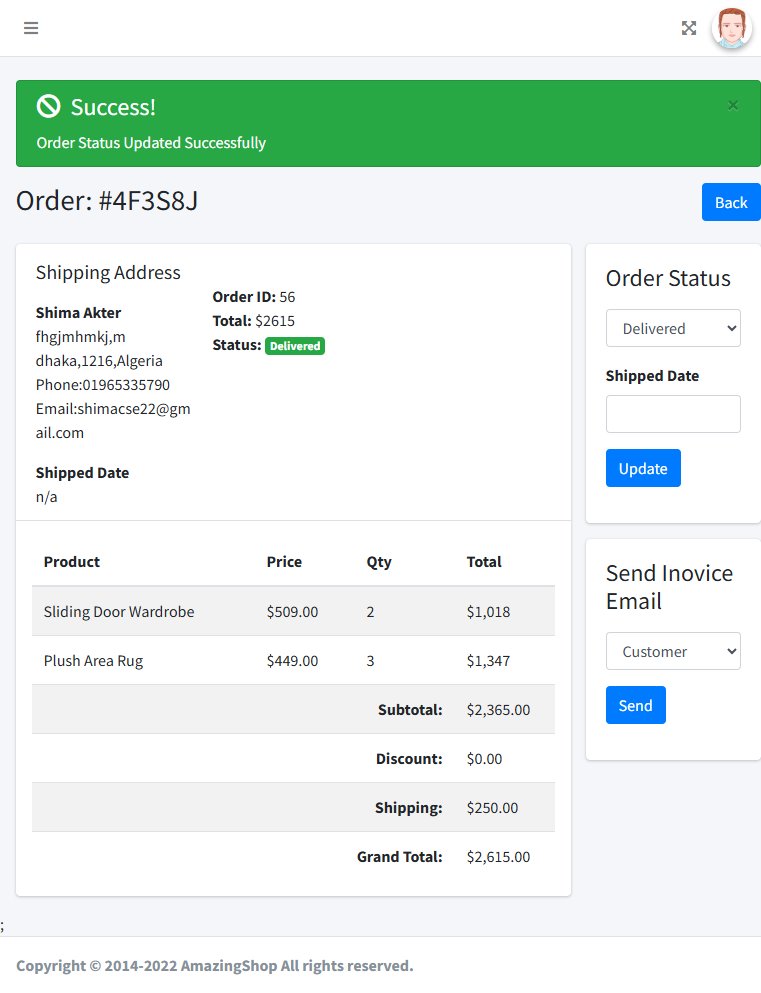 Success!
×
Order Status Updated Successfully
Order: #4F3S8J
Back
Shipping Address
Shima Akter
fhgjmhmkj,m
dhaka,1216,Algeria
Phone:01965335790
Email:shimacse22@gm
ail.com
Shipped Date
n/a
Order ID: 56
Total: $2615
Status: Delivered
Product Price Qty Total
Sliding Door Wardrobe $509.00 2 $1,018
Plush Area Rug $449.00 3 $1,347
Subtotal: $2,365.00
Discount: $0.00
Shipping: $250.00
Grand Total: $2,615.00
Order Status
Delivered
Shipped Date
Update
Send Inovice
Email
Customer
Send
;
Copyright © 2014-2022 AmazingShop All rights reserved.